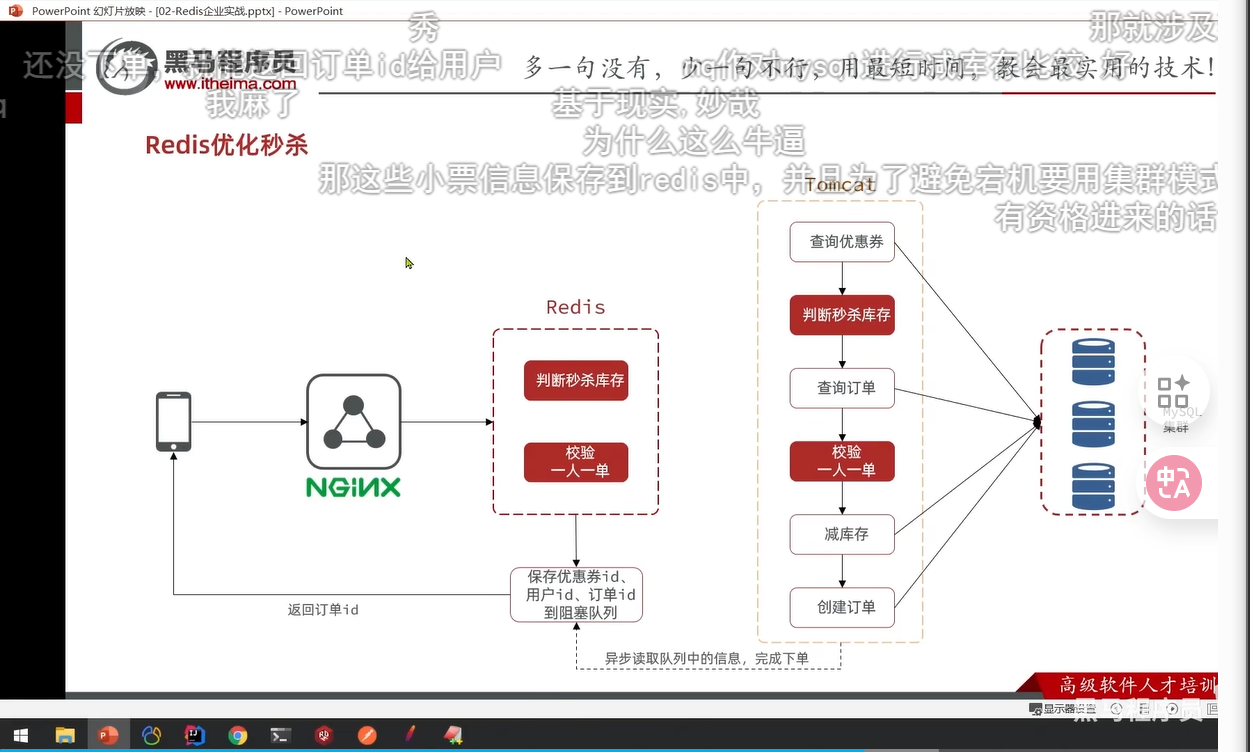 PowerPoint 幻灯片放映 - [02-Redis企业实战.pptx] - PowerPoint
秀
那就涉及
还没下单，
订单id给用户
黑马程序员
www.itheima.com
多一句没有，少一句不行，用最短时间，教会最实用的技术！
我麻了
基于现实,妙哉
Redis优化秒杀
为什么这么牛逼
那这些小票信息保存到redis中，并且为了避免宕机要用集群模式
Tomcat
有资格进来的话
查询优惠券
判断秒杀库存
查询订单
校验
一人一单
减库存
创建订单
Redis
判断秒杀库存
校验
一人一单
NGINX
保存优惠券id、
用户id、订单id
到阻塞队列
返回订单id
异步读取队列中的信息，完成下单
MySQL
集群
中
A
高级软件人才培训
显示器设置
黑马程序员